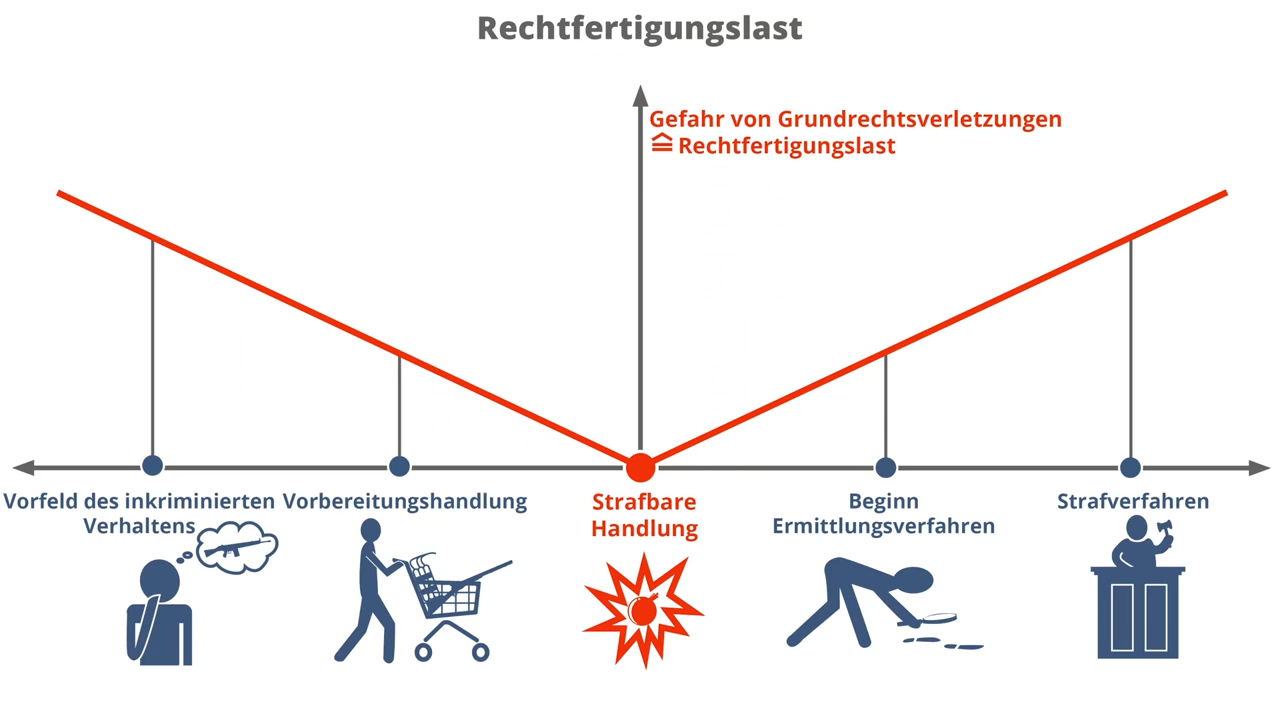 Rechtfertigungslast
Gefahr von Grundrechtsverletzungen
≙ Rechtfertigungslast
Vorfeld des inkriminierten
Verhaltens
Vorbereitungshandlung
Strafbare
Handlung
Beginn
Ermittlungsverfahren
Strafverfahren